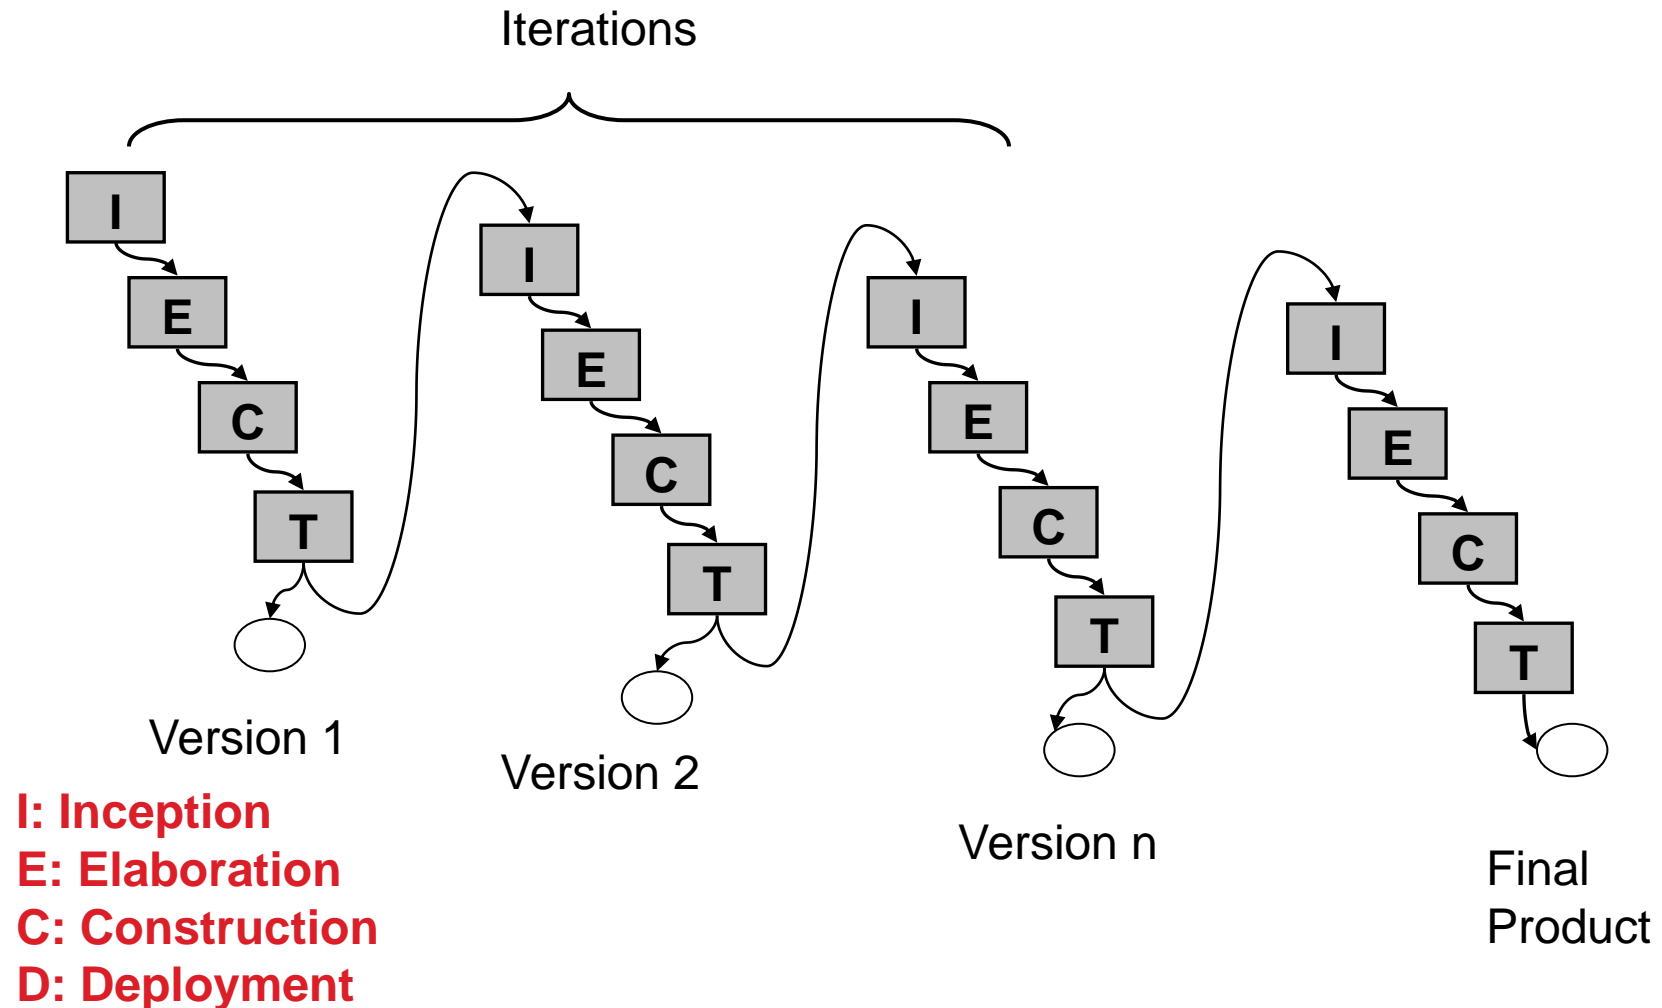 Iterations
I
E
C
T
I
E
C
T
I
E
C
T
I
E
C
T
Version 1
Version 2
Version n
Final
Product
I: Inception
E: Elaboration
C: Construction
D: Deployment